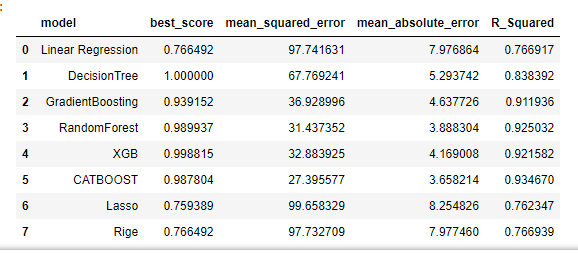 model best_score mean_squared_error mean_absolute_error R_Squared
0 Linear Regression 0.766492 97.741631 7.976864 0.766917
1 DecisionTree 1.000000 67.769241 5.293742 0.838392
2 GradientBoosting 0.939152 36.928996 4.637726 0.911936
3 RandomForest 0.989937 31.437352 3.888304 0.925032
4 XGB 0.998815 32.883925 4.169008 0.921582
5 CATBOOST 0.987804 27.395577 3.658214 0.934670
6 Lasso 0.759389 99.658329 8.254826 0.762347
7 Rige 0.766492 97.732709 7.977460 0.766939